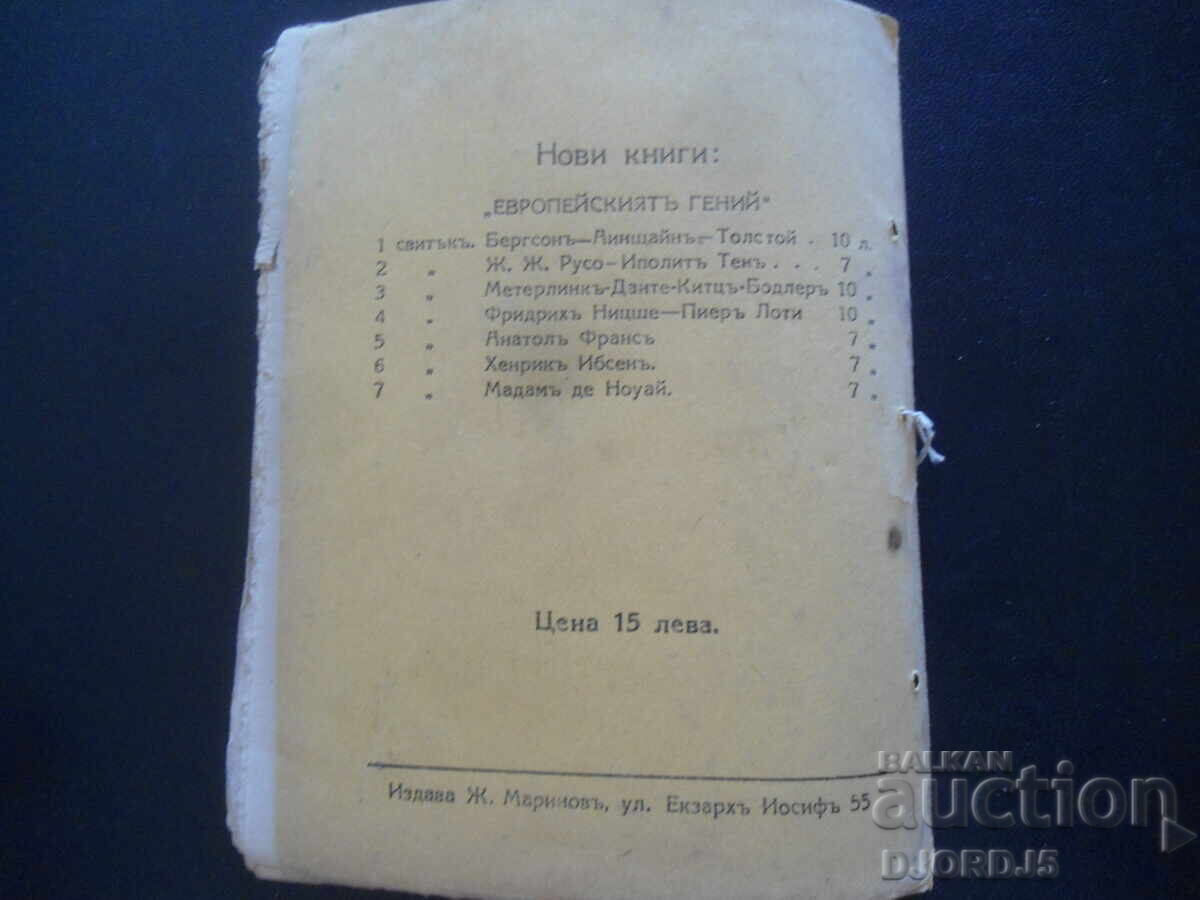 Нови книги:
„ЕВРОПЕЙСКИЯТЪ ГЕНИЙ“
1 свитъкъ. Бергсонъ—Аинщайнъ—Толстой . 10 л.
2 „ Ж. Ж. Русо—Иполитъ Тенъ . . . 7 „
3 „ Метерлинкъ-Данте-Китцъ-Бодлеръ 10 „
4 „ Фридрихъ Ницше—Пиеръ Лоти 10 „
5 „ Анатолъ Франсъ 7 „
6 „ Хенрикъ Ибсенъ. 7 „
7 „ Мадамъ де Ноуай. 7 „
Цена 15 лева.
Издава Ж. Мариновъ, ул. Екзархъ Иосифъ 55
BALKAN
auction
DJORDJ5